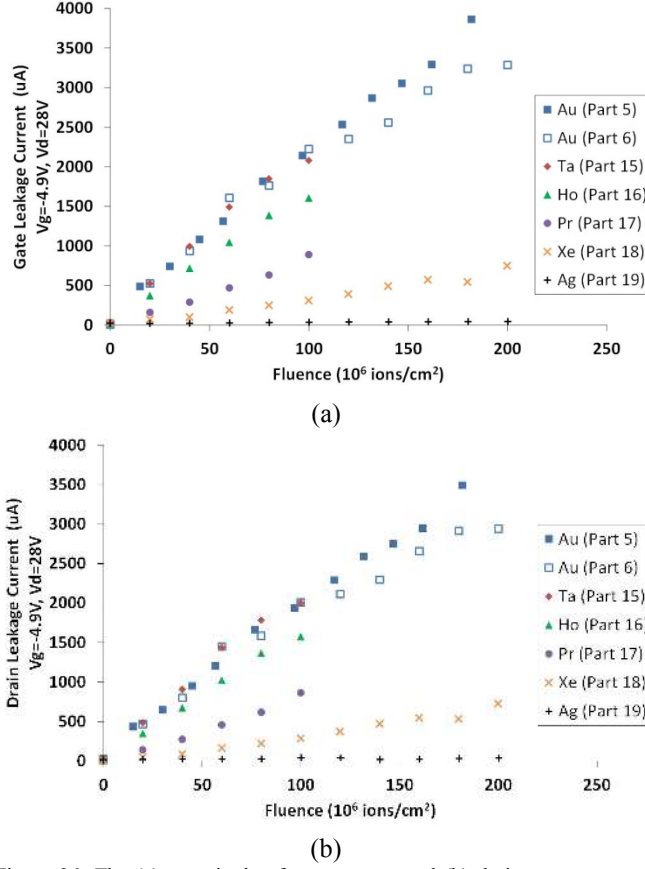 4000
3500
3000
2500
2000
1500
1000
500
0
Gate Leakage Current (uA)
Vg=-4.9V, Vd=28V
0 50 100 150 200 250
Fluence (10⁶ ions/cm²)
Au (Part 5)
Au (Part 6)
Ta (Part 15)
Ho (Part 16)
Pr (Part 17)
Xe (Part 18)
Ag (Part 19)
(a)
4000
3500
3000
2500
2000
1500
1000
500
0
Drain Leakage Current (uA)
Vg=-4.9V, Vd=28V
0 50 100 150 200 250
Fluence (10⁶ ions/cm²)
Au (Part 5)
Au (Part 6)
Ta (Part 15)
Ho (Part 16)
Pr (Part 17)
Xe (Part 18)
Ag (Part 19)
(b)